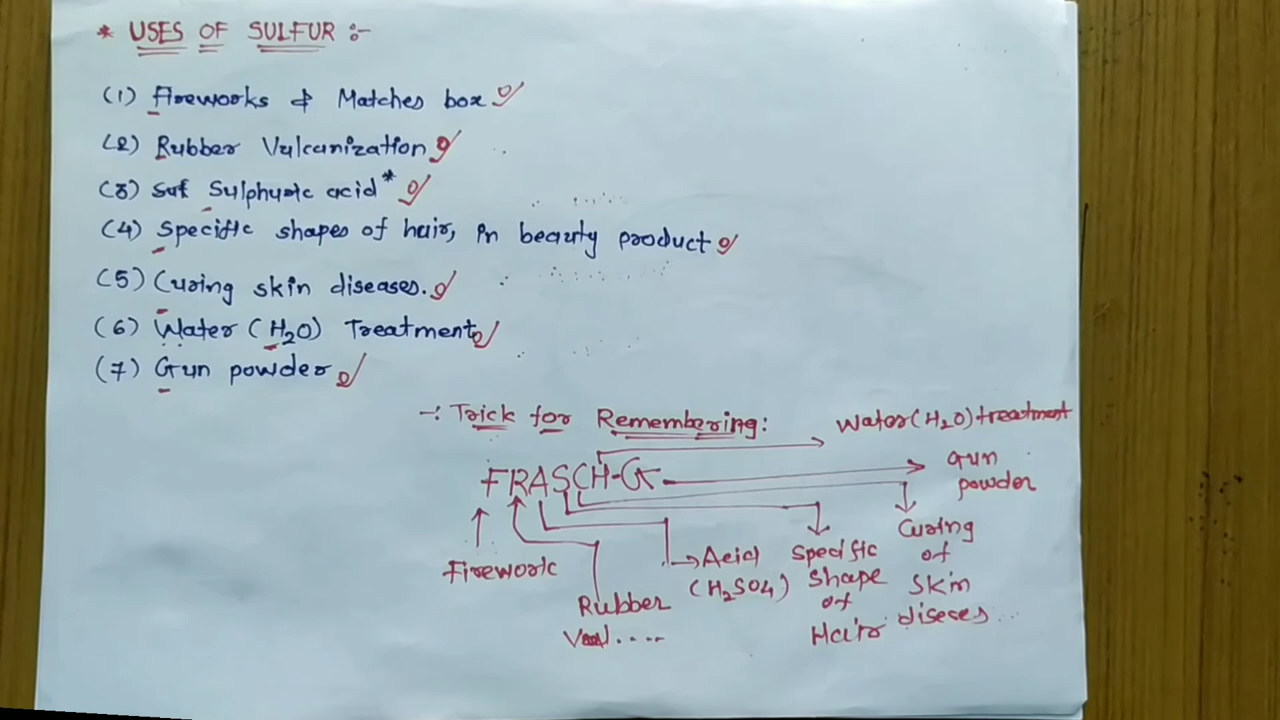 * USES OF SULFUR :-
(1) Fireworks & Matches box
(2) Rubber Vulcanization
(3) Sulphuric acid*
(4) Specific shapes of hair, in beauty product
(5) Curing skin diseases.
(6) Water (H₂O) Treatment
(7) Gun powder
-: Trick for Remembering:
Water(H₂O) treatment
FRASCH-G
Gun
powder
Firework
Rubber
Vul....
Acid
(H₂SO4)
Specific
Shape
of
Hair
Curing
of
Skin
diseses...